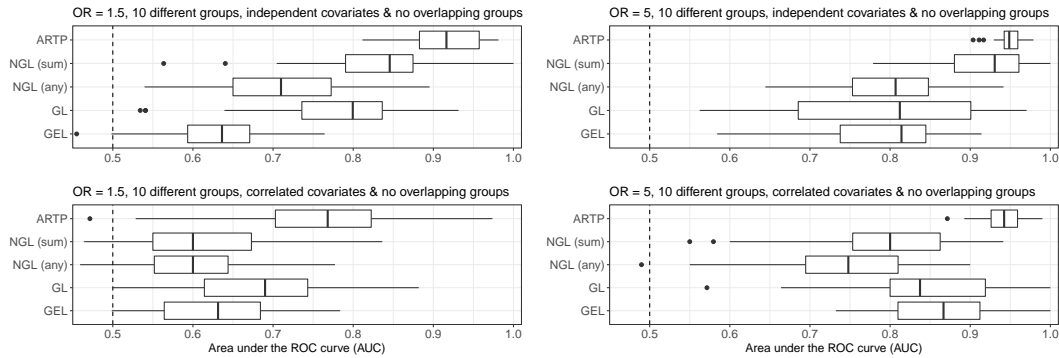 OR = 1.5, 10 different groups, independent covariates & no overlapping groups
ARTP
NGL (sum)
NGL (any)
GL
GEL
0.5 0.6 0.7 0.8 0.9 1.0
OR = 5, 10 different groups, independent covariates & no overlapping groups
ARTP
NGL (sum)
NGL (any)
GL
GEL
0.5 0.6 0.7 0.8 0.9 1.0
OR = 1.5, 10 different groups, correlated covariates & no overlapping groups
ARTP
NGL (sum)
NGL (any)
GL
GEL
0.5 0.6 0.7 0.8 0.9 1.0
Area under the ROC curve (AUC)
OR = 5, 10 different groups, correlated covariates & no overlapping groups
ARTP
NGL (sum)
NGL (any)
GL
GEL
0.5 0.6 0.7 0.8 0.9 1.0
Area under the ROC curve (AUC)